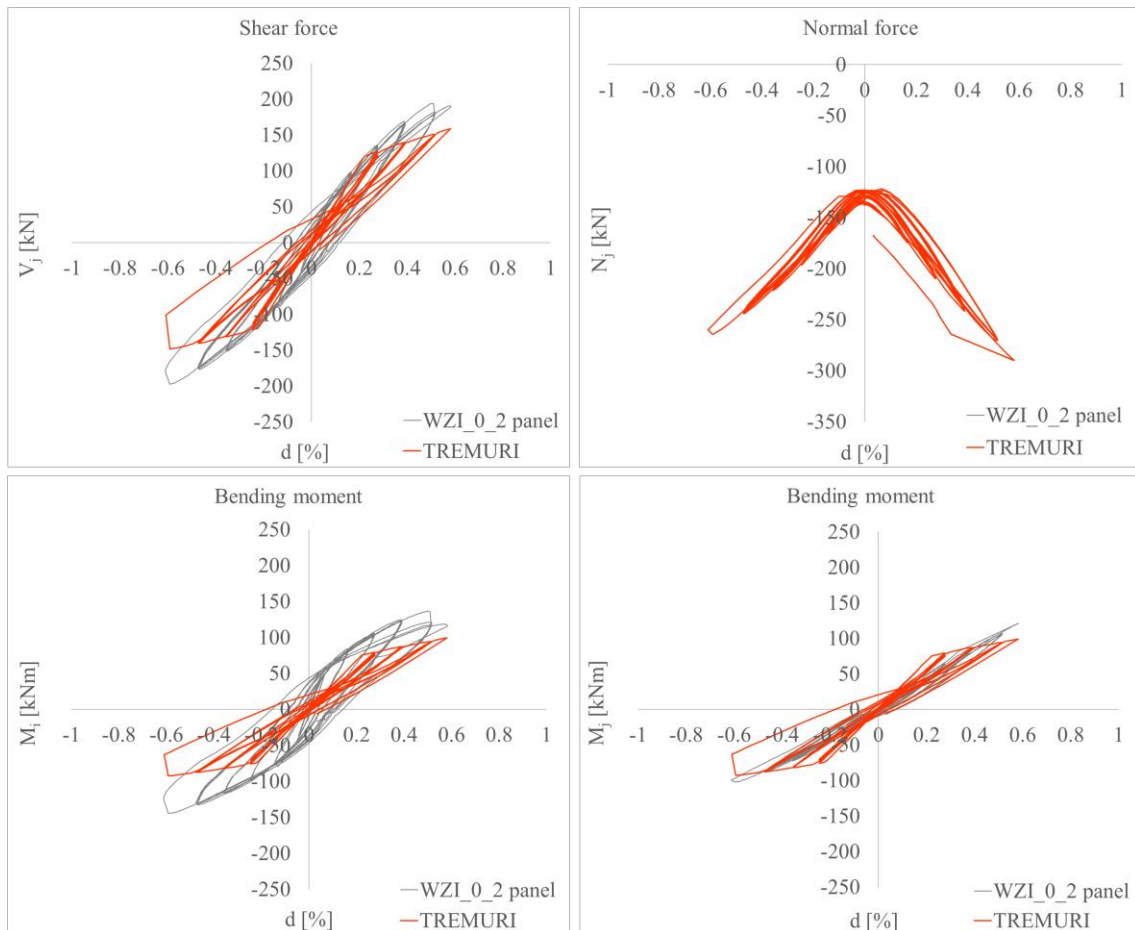 Shear force
250
200
150
100
50
0
-1 -0.8 -0.6 -0.4 -0.2 0 0.2 0.4 0.6 0.8 1
-50
-100
-150
-200
-250
V_j [kN]
d [%]
WZI_0_2 panel
TREMURI
Normal force
0
-1 -0.8 -0.6 -0.4 -0.2 0 0.2 0.4 0.6 0.8 1
-50
-100
-150
-200
-250
-300
-350
N_j [kN]
d [%]
WZI_0_2 panel
TREMURI
Bending moment
250
200
150
100
50
0
-1 -0.8 -0.6 -0.4 -0.2 0 0.2 0.4 0.6 0.8 1
-50
-100
-150
-200
-250
M_i [kNm]
d [%]
WZI_0_2 panel
TREMURI
Bending moment
250
200
150
100
50
0
-1 -0.8 -0.6 -0.4 -0.2 0 0.2 0.4 0.6 0.8 1
-50
-100
-150
-200
-250
M_j [kNm]
d [%]
WZI_0_2 panel
TREMURI